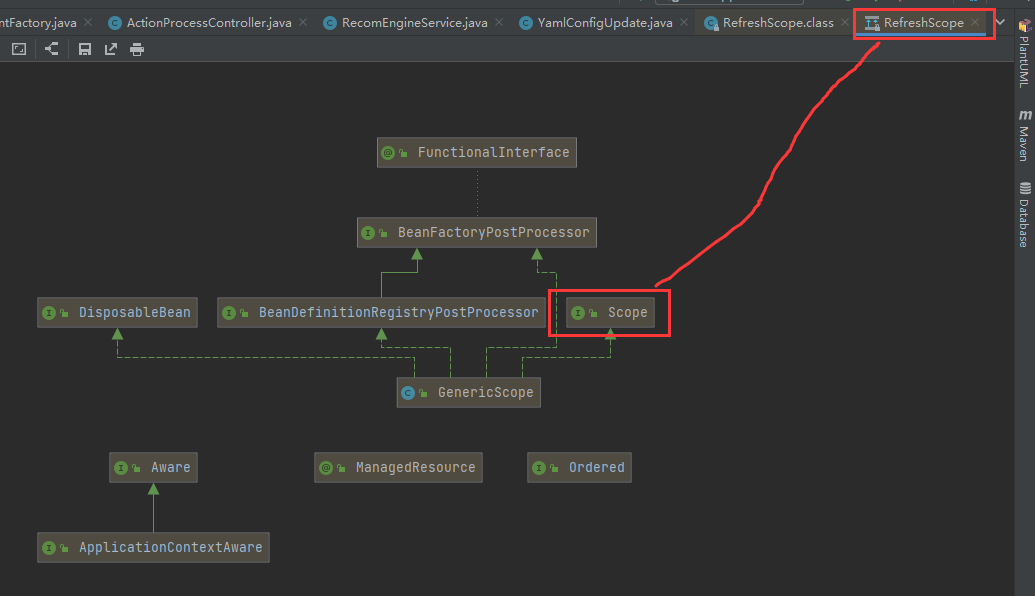 ntFactory.java ActionProcessController.java RecomEngineService.java YamlConfigUpdate.java RefreshScope.class RefreshScope
PlantUML
Maven
Database
FunctionalInterface
BeanFactoryPostProcessor
DisposableBean BeanDefinitionRegistryPostProcessor Scope
GenericScope
Aware ManagedResource Ordered
ApplicationContextAware